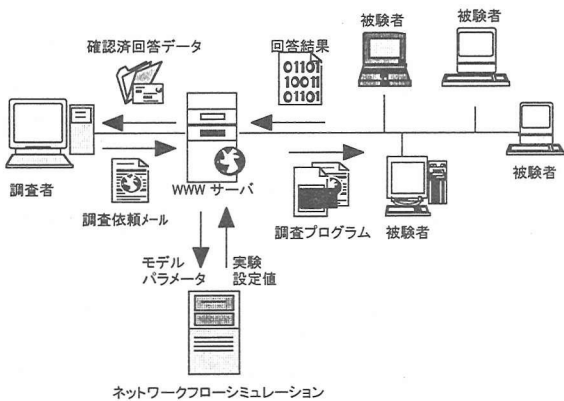 被験者
被験者
確認済回答データ
回答結果
01101
10011
01101
調査者
調査依頼メール
WWW サーバ
調査プログラム
被験者
被験者
モデル
パラメータ
実験
設定値
ネットワークフローシミュレーション